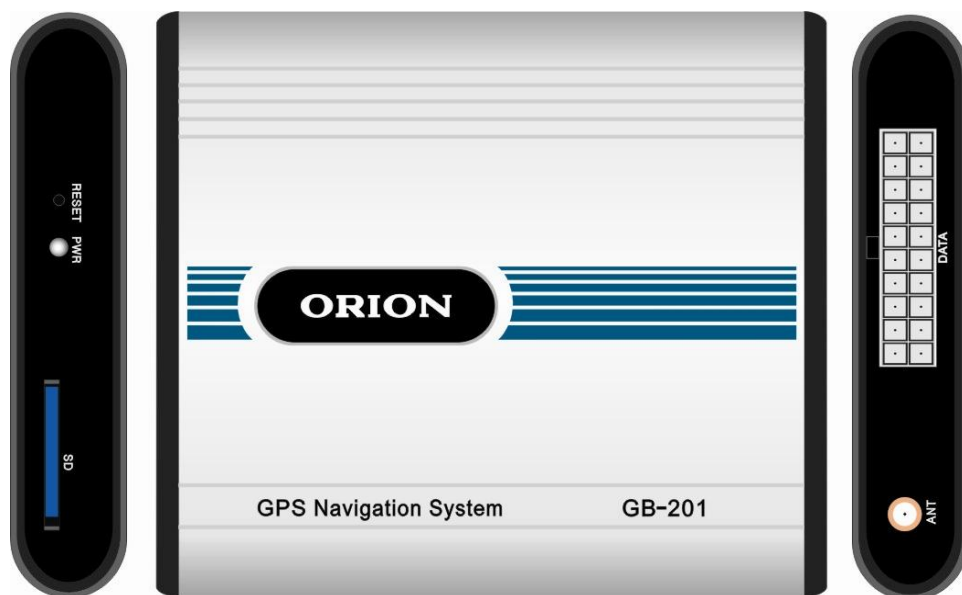 RESET
PWR
SD
ORION
GPS Navigation System GB-201
DATA
ANT